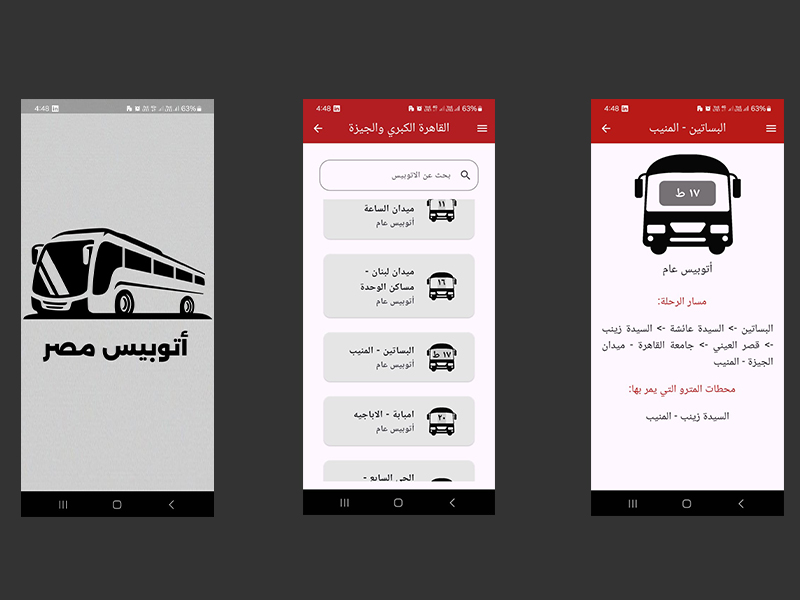 4:48
63%
أتوبيس مصر
4:48
63%
القاهرة الكبري والجيزة
بحث عن الاتوبيس
١١
ميدان الساعة
أتوبيس عام
ميدان لبنان -
مساكن الوحدة
أتوبيس عام
١٦
البساتين - المنيب
أتوبيس عام
١٧ ط
امبابة - الاباجيه
أتوبيس عام
٢٠
الحي السابع -
4:48
63%
البساتين - المنيب
١٧ ط
أتوبيس عام
مسار الرحلة:
البساتين -> السيدة عائشة -> السيدة زينب
-> قصر العيني -> جامعة القاهرة - ميدان
الجيزة - المنيب
محطات المترو التي يمر بها:
السيدة زينب - المنيب